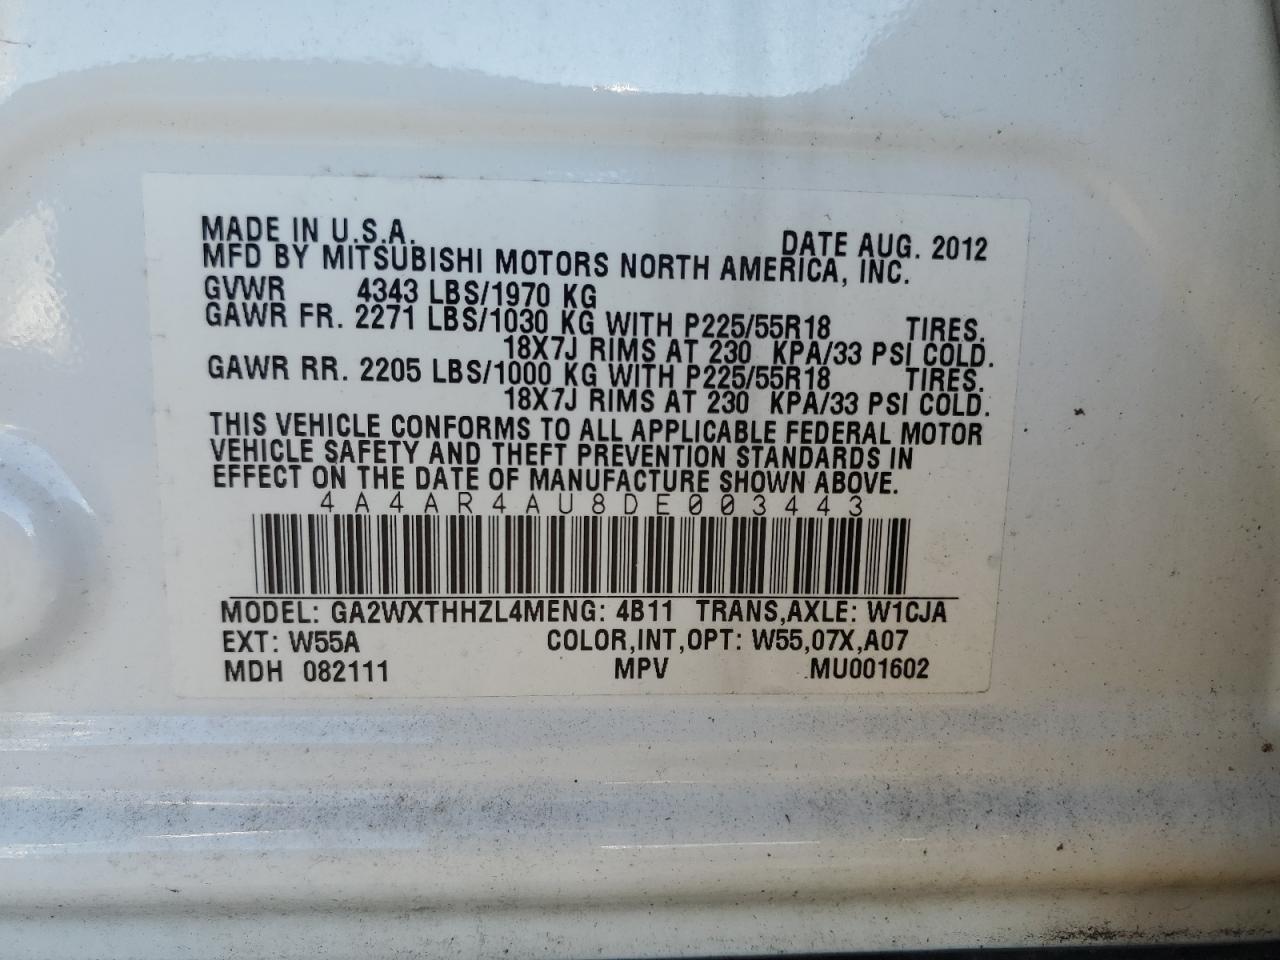 MADE IN U.S.A. DATE AUG. 2012
MFD BY MITSUBISHI MOTORS NORTH AMERICA, INC.
GVWR 4343 LBS/1970 KG
GAWR FR. 2271 LBS/1030 KG WITH P225/55R18 TIRES.
18X7J RIMS AT 230 KPA/33 PSI COLD.
GAWR RR. 2205 LBS/1000 KG WITH P225/55R18 TIRES.
18X7J RIMS AT 230 KPA/33 PSI COLD.
THIS VEHICLE CONFORMS TO ALL APPLICABLE FEDERAL MOTOR
VEHICLE SAFETY AND THEFT PREVENTION STANDARDS IN
EFFECT ON THE DATE OF MANUFACTURE SHOWN ABOVE.
4A4AR4AU8DE003443
MODEL: GA2WXTHHZL4MENG: 4B11 TRANS,AXLE: W1CJA
EXT: W55A COLOR,INT,OPT: W55,07X,A07
MDH 082111 MPV MU001602